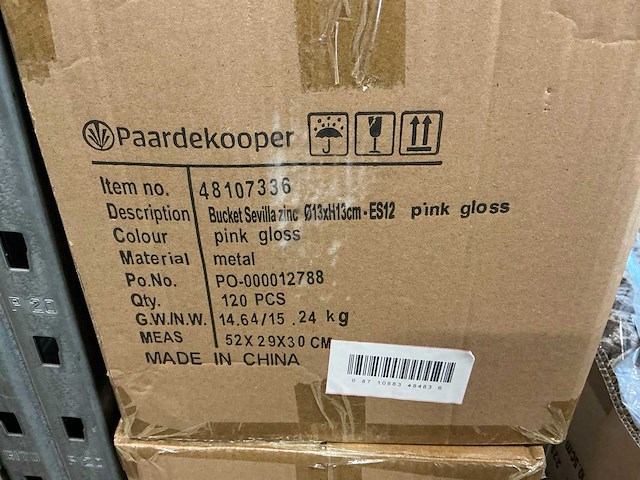 Paardekooper
Item no. 48107336
Description Bucket Sevilla zinc Ø13xH13cm - ES12 pink gloss
Colour pink gloss
Material metal
Po.No. PO-000012788
Qty. 120 PCS
G.W./N.W. 14.64/15 .24 kg
MEAS 52X29X30 CM
MADE IN CHINA